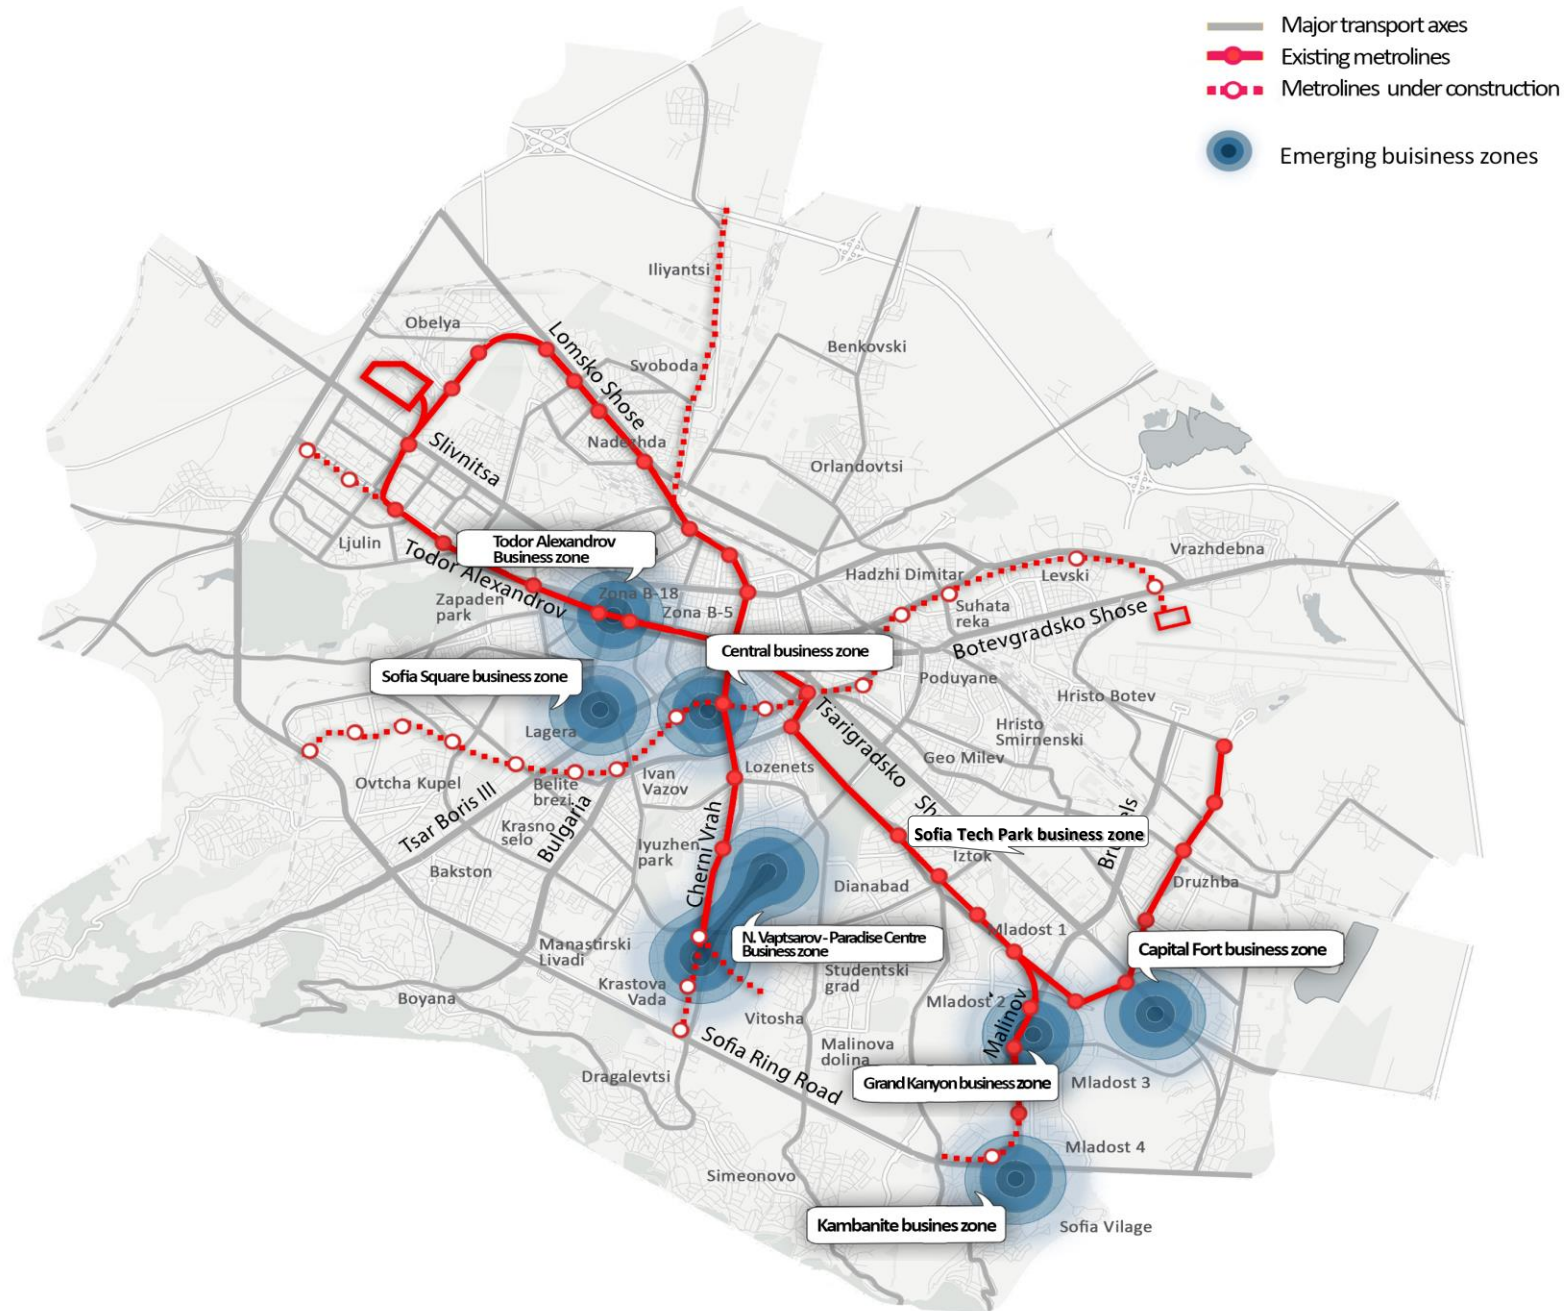 Major transport axes
Existing metrolines
Metrolines under construction
Emerging buisiness zones
Iliyantsi
Obelya
Lomsko Shose
Benkovski
Svoboda
Slivnitsa
Nadezhda
Orlandovtsi
Ljulin
Todor Alexandrov
Business zone
Vrazhdebna
Todor Alexandrov
Hadzhi Dimitar
Levski
Zapaden
park
Zona B-18
Zona B-5
Suhata
reka
Botevgradsko Shose
Central business zone
Sofia Square business zone
Poduyane
Hristo Botev
Tsarigradsko Sh
Lagera
Hristo
Smirnenski
Geo Milev
Lozenets
Ivan
Vazov
Ovtcha Kupel
Belite
brezi
Tsar Boris III
Bulgaria
Krasno
selo
Cherni Vrah
Sofia Tech Park business zone
Iyuzhen
park
Iztok
Bakston
Dianabad
Druzhba
Mladost 1
N. Vaptsarov - Paradise Centre
Business zone
Capital Fort business zone
Manastirski
Livadi
Studentski
grad
Krastova
Vada
Boyana
Mladost 2
Malinov
Vitosha
Malinova
dolina
Sofia Ring Road
Dragalevtsi
Grand Kanyon business zone
Mladost 3
Mladost 4
Simeonovo
Kambanite busines zone
Sofia Vilage